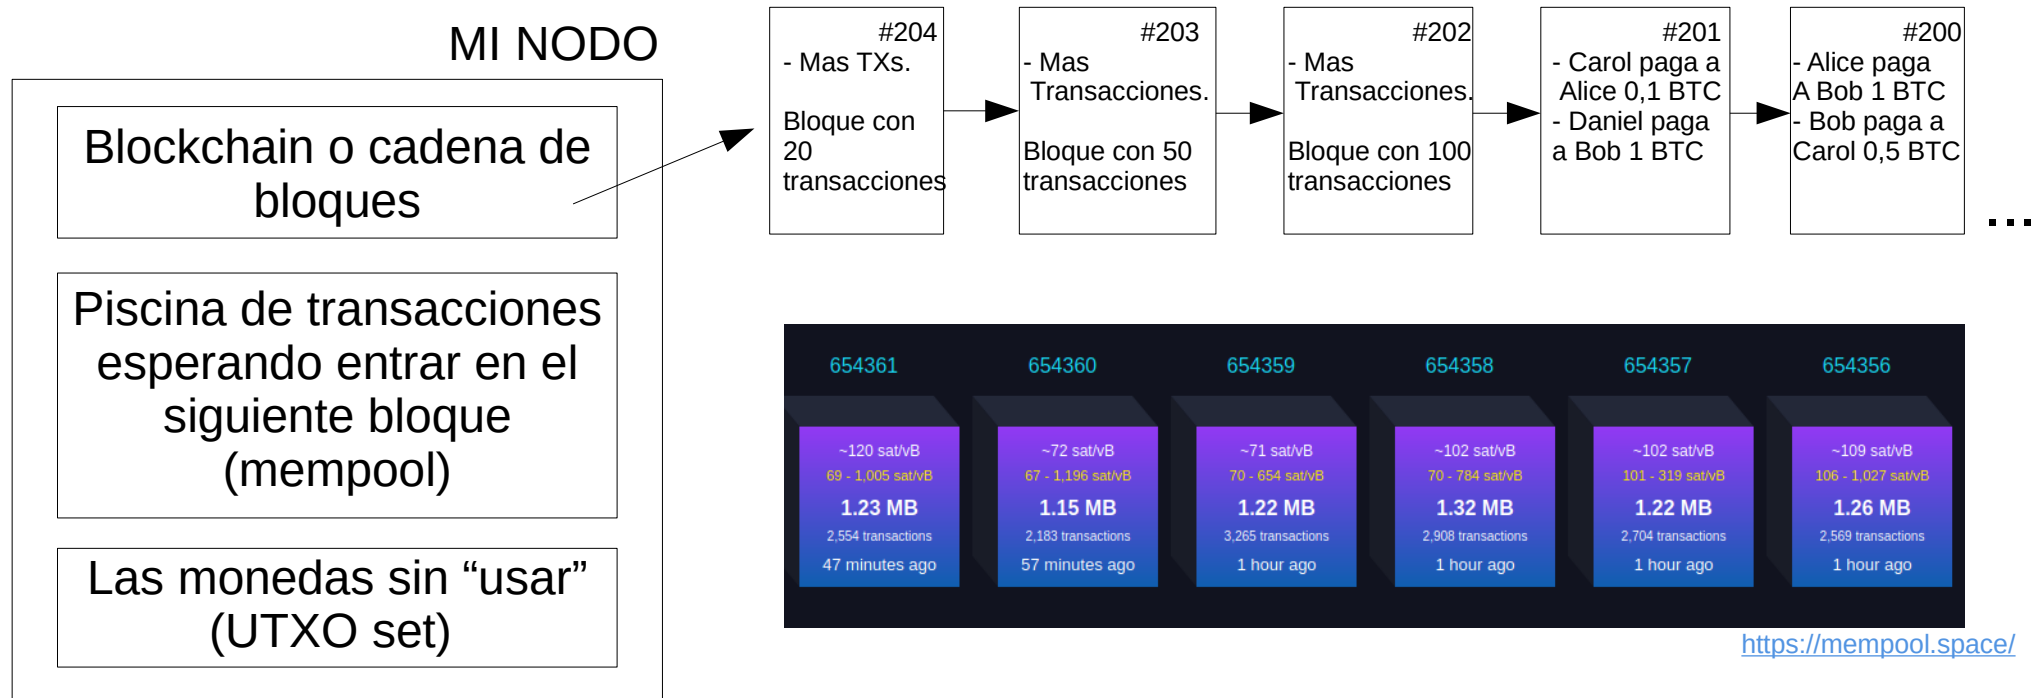 MI NODO
Blockchain o cadena de
bloques
Piscina de transacciones
esperando entrar en el
siguiente bloque
(mempool)
Las monedas sin “usar”
(UTXO set)
#204
- Mas TXs.
Bloque con
20
transacciones
#203
- Mas
Transacciones.
Bloque con 50
transacciones
#202
- Mas
Transacciones.
Bloque con 100
transacciones
#201
- Carol paga a
Alice 0,1 BTC
- Daniel paga
a Bob 1 BTC
#200
- Alice paga
A Bob 1 BTC
- Bob paga a
Carol 0,5 BTC
...
654361
~120 sat/vB
69 - 1,005 sat/vB
1.23 MB
2,554 transactions
47 minutes ago
654360
~72 sat/vB
67 - 1,196 sat/vB
1.15 MB
2,183 transactions
57 minutes ago
654359
~71 sat/vB
70 - 654 sat/vB
1.22 MB
3,265 transactions
1 hour ago
654358
~102 sat/vB
70 - 784 sat/vB
1.32 MB
2,908 transactions
1 hour ago
654357
~102 sat/vB
101 - 319 sat/vB
1.22 MB
2,704 transactions
1 hour ago
654356
~109 sat/vB
106 - 1,027 sat/vB
1.26 MB
2,569 transactions
1 hour ago
https://mempool.space/